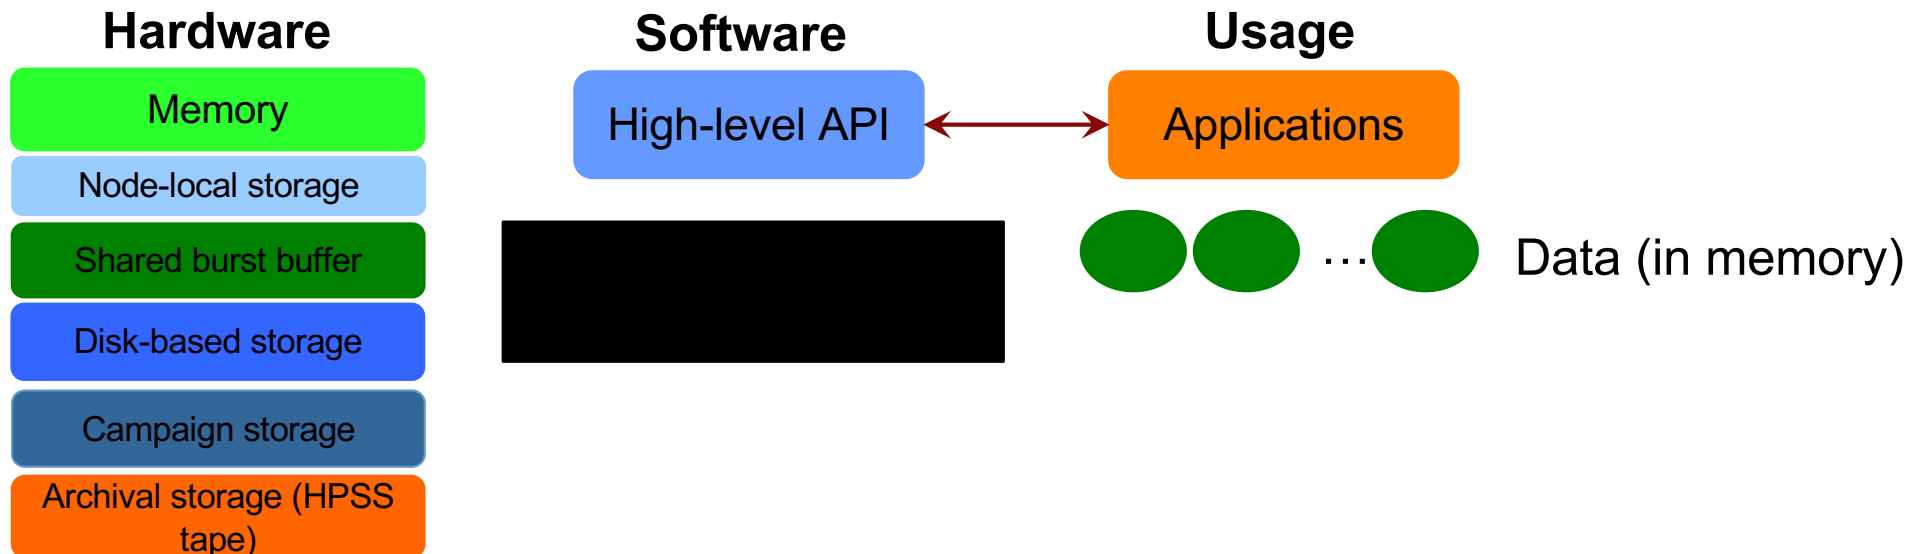 Hardware
Software
Usage
Memory
High-level API
Applications
Node-local storage
Shared burst buffer
...
Data (in memory)
Disk-based storage
Campaign storage
Archival storage (HPSS
tape)